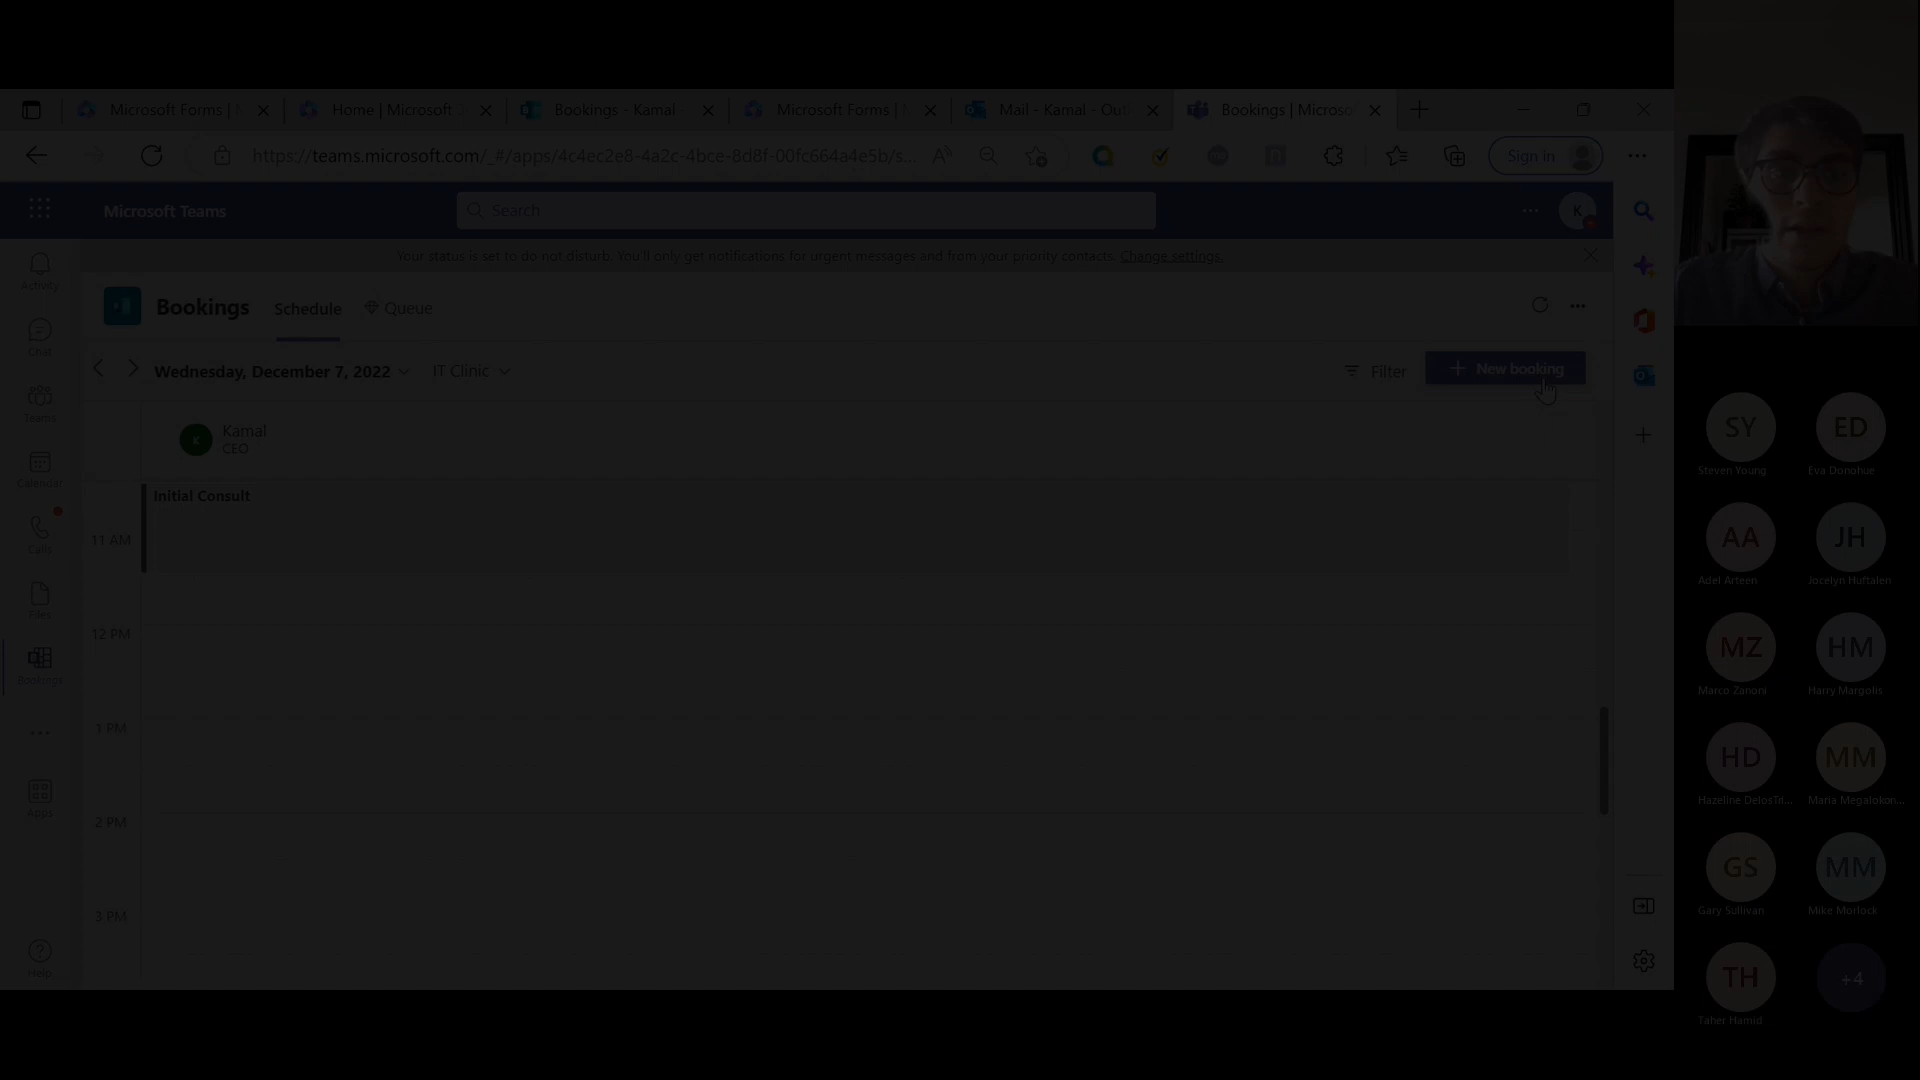 Microsoft Forms |
Home | Microsoft
Bookings - Kamal
Microsoft Forms |
Mail - Kamal - Out
Bookings | Microso
https://teams.microsoft.com/_#/apps/4c4ec2e8-4a2c-4bce-8d8f-00fc664a4e5b/s...
Sign in
Microsoft Teams
Search
K
Your status is set to do not disturb. You'll only get notifications for urgent messages and from your priority contacts. Change settings.
Activity
Chat
Teams
Calendar
Calls
Files
Bookings
Apps
Help
Bookings
Schedule
Queue
Wednesday, December 7, 2022
IT Clinic
Filter
+ New booking
K
Kamal
CEO
Initial Consult
11 AM
12 PM
1 PM
2 PM
3 PM
SY
Steven Young
ED
Eva Donohue
AA
Adel Arteen
JH
Jocelyn Huftalen
MZ
Marco Zanoni
HM
Harry Margolis
HD
Hazeline DelosTit...
MM
Maria Megalokon...
GS
Gary Sullivan
MM
Mike Morlock
TH
Taher Hamid
+4